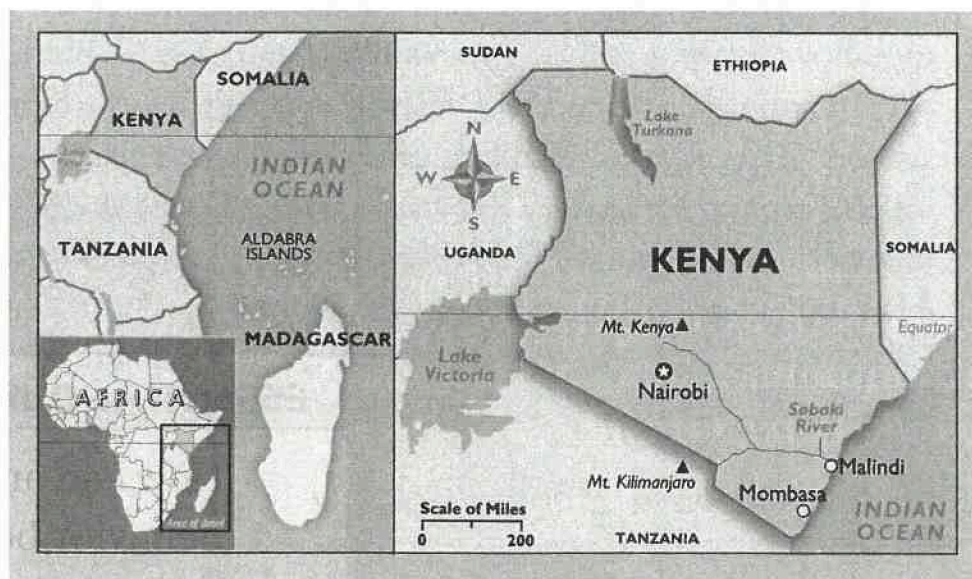 SOMALIA
KENYA
INDIAN
OCEAN
TANZANIA
ALDABRA
ISLANDS
MADAGASCAR
AFRICA
SUDAN
ETHIOPIA
Lake
Turkana
N
W E
S
UGANDA
KENYA
SOMALIA
Mt. Kenya
Equator
Lake
Victoria
Nairobi
Sabaki
River
Malindi
Mt. Kilimanjaro
Mombasa
Scale of Miles
0 200
TANZANIA
INDIAN
OCEAN